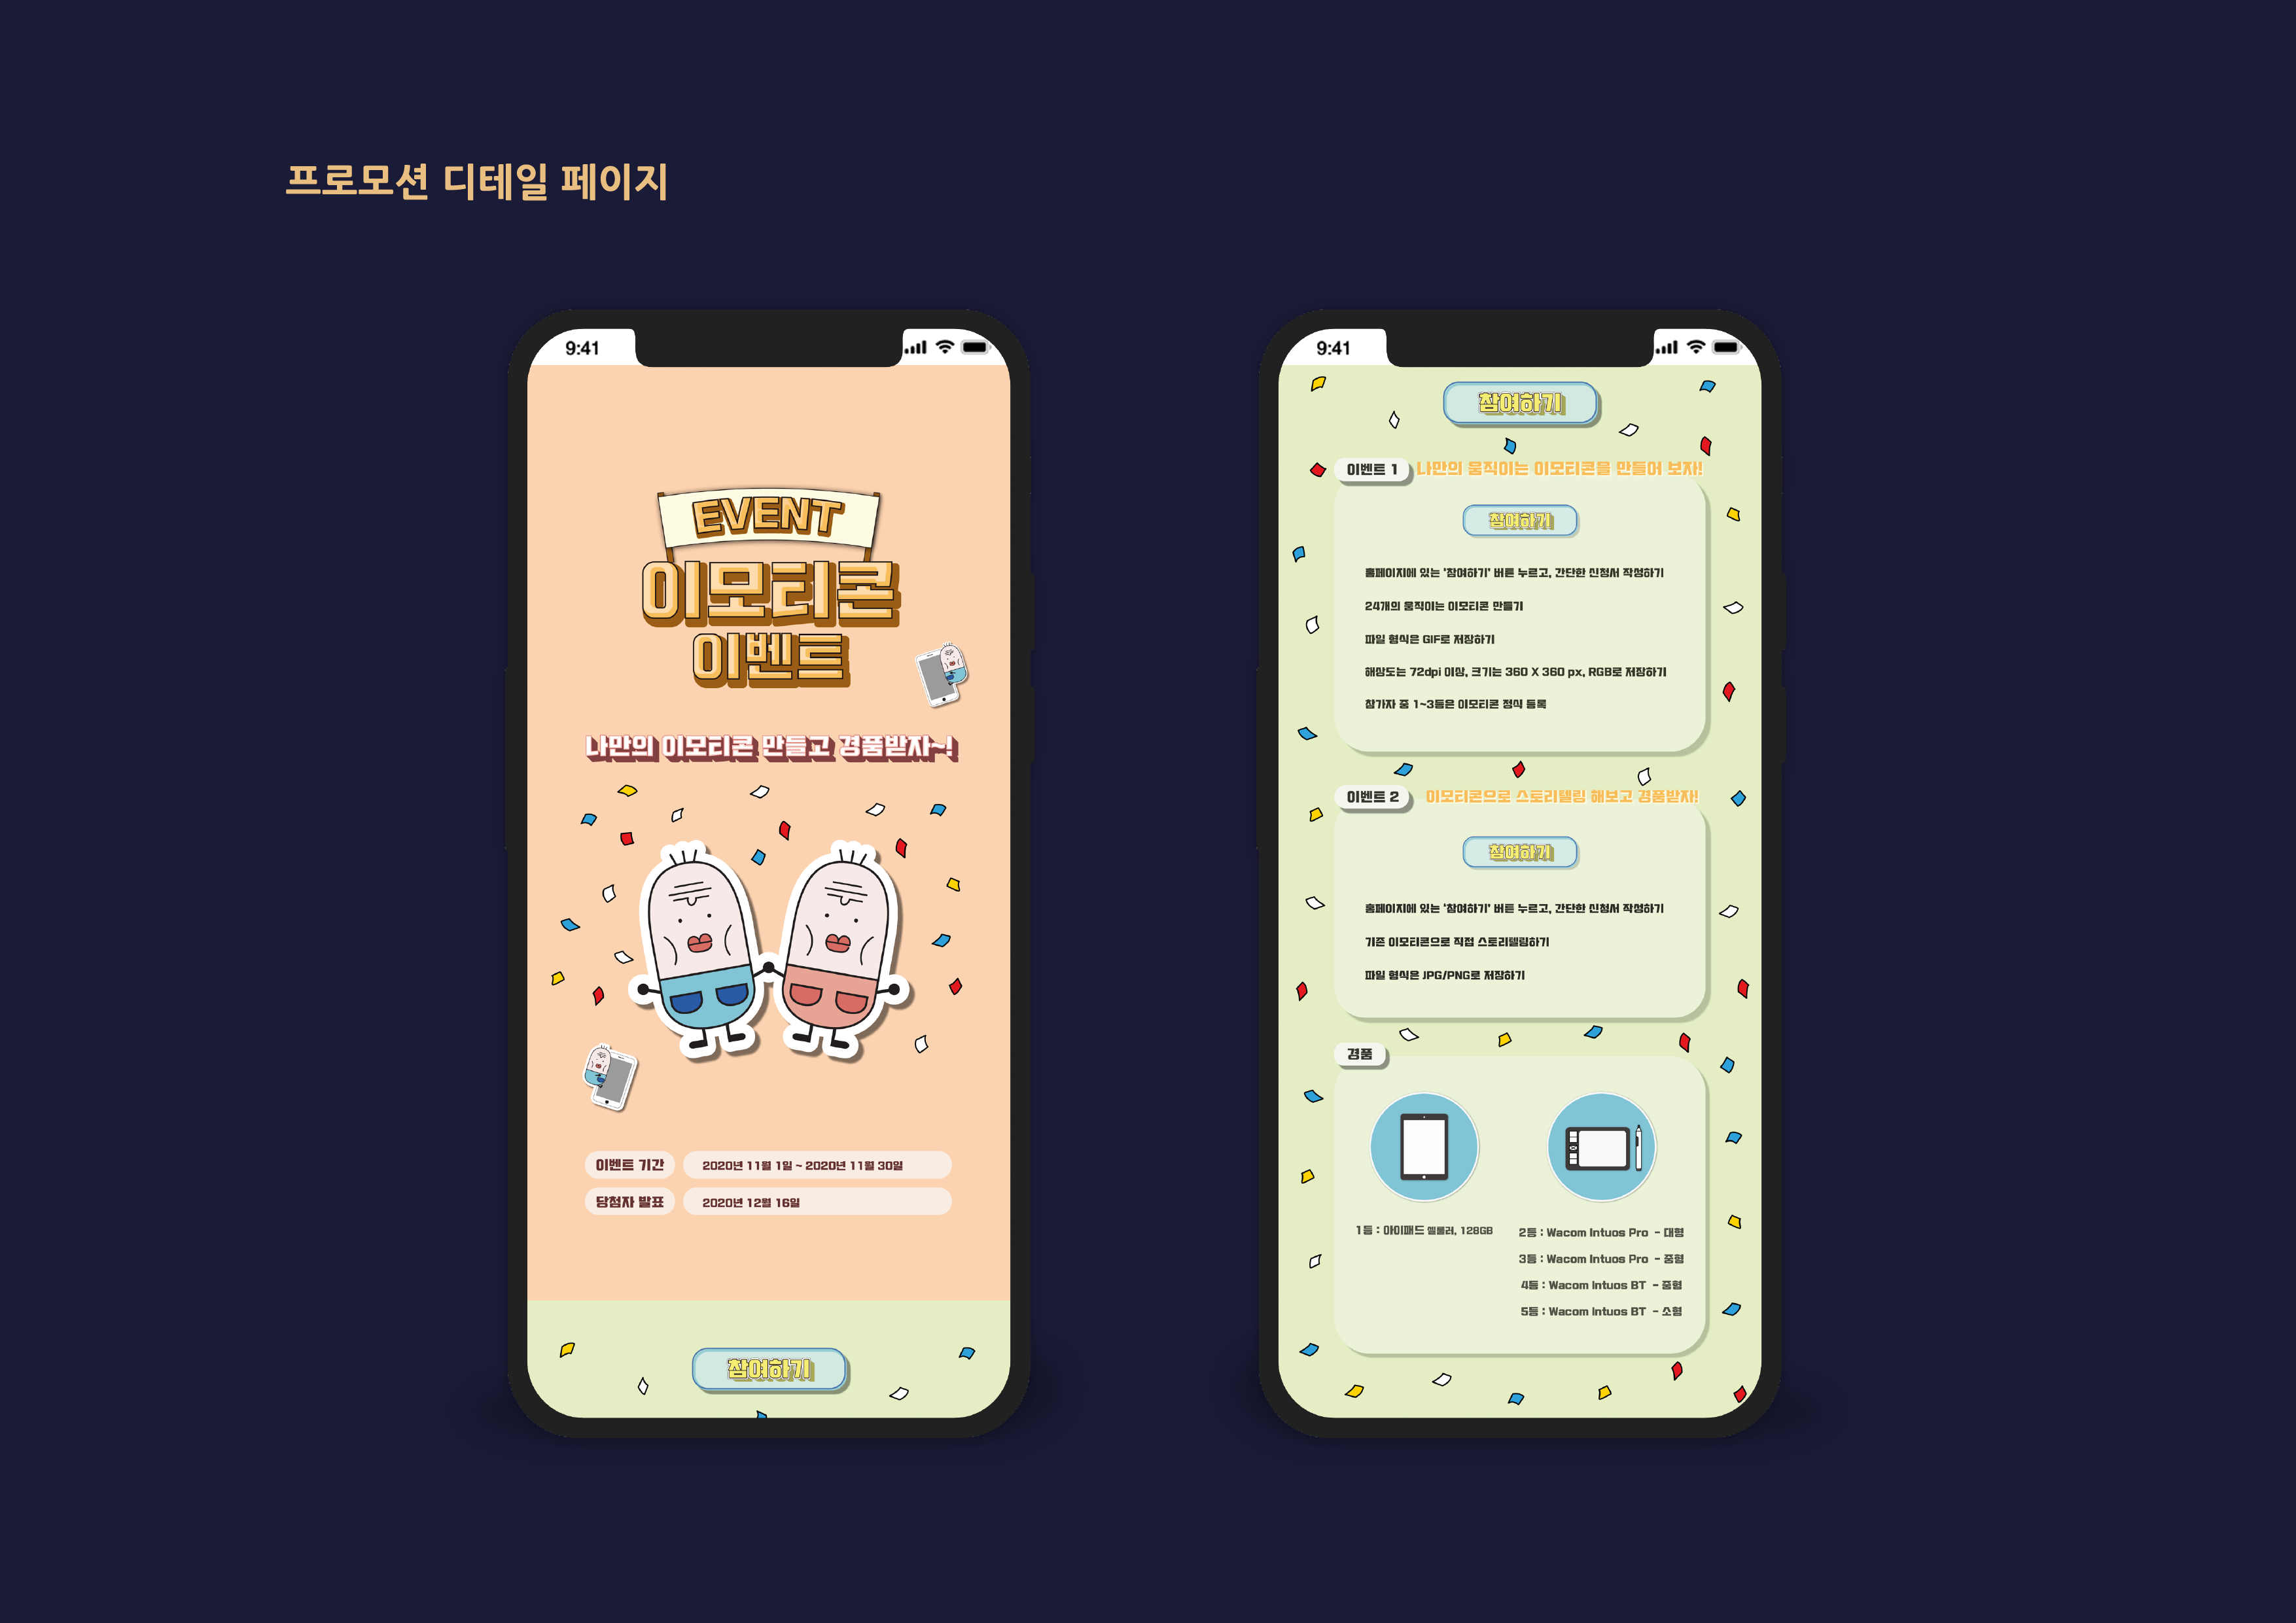 프로모션 디테일 페이지
9:41
EVENT
이모티콘
이벤트
나만의 이모티콘 만들고 경품받자~!
이벤트 기간 2020년 11월 1일 ~ 2020년 11월 30일
당첨자 발표 2020년 12월 16일
참여하기
9:41
참여하기
이벤트 1 나만의 움직이는 이모티콘을 만들어 보자!
참여하기
홈페이지에 있는 '참여하기' 버튼 누르고, 간단한 신청서 작성하기
24개의 움직이는 이모티콘 만들기
파일 형식은 GIF로 저장하기
해상도는 72dpi 이상, 크기는 360 X 360 px, RGB로 저장하기
참가자 중 1~3등은 이모티콘 정식 등록
이벤트 2 이모티콘으로 스토리텔링 해보고 경품받자!
참여하기
홈페이지에 있는 '참여하기' 버튼 누르고, 간단한 신청서 작성하기
기존 이모티콘으로 직접 스토리텔링하기
파일 형식은 JPG/PNG로 저장하기
경품
1등 : 아이패드 셀룰러, 128GB
2등 : Wacom Intuos Pro - 대형
3등 : Wacom Intuos Pro - 중형
4등 : Wacom Intuos BT - 중형
5등 : Wacom Intuos BT - 소형